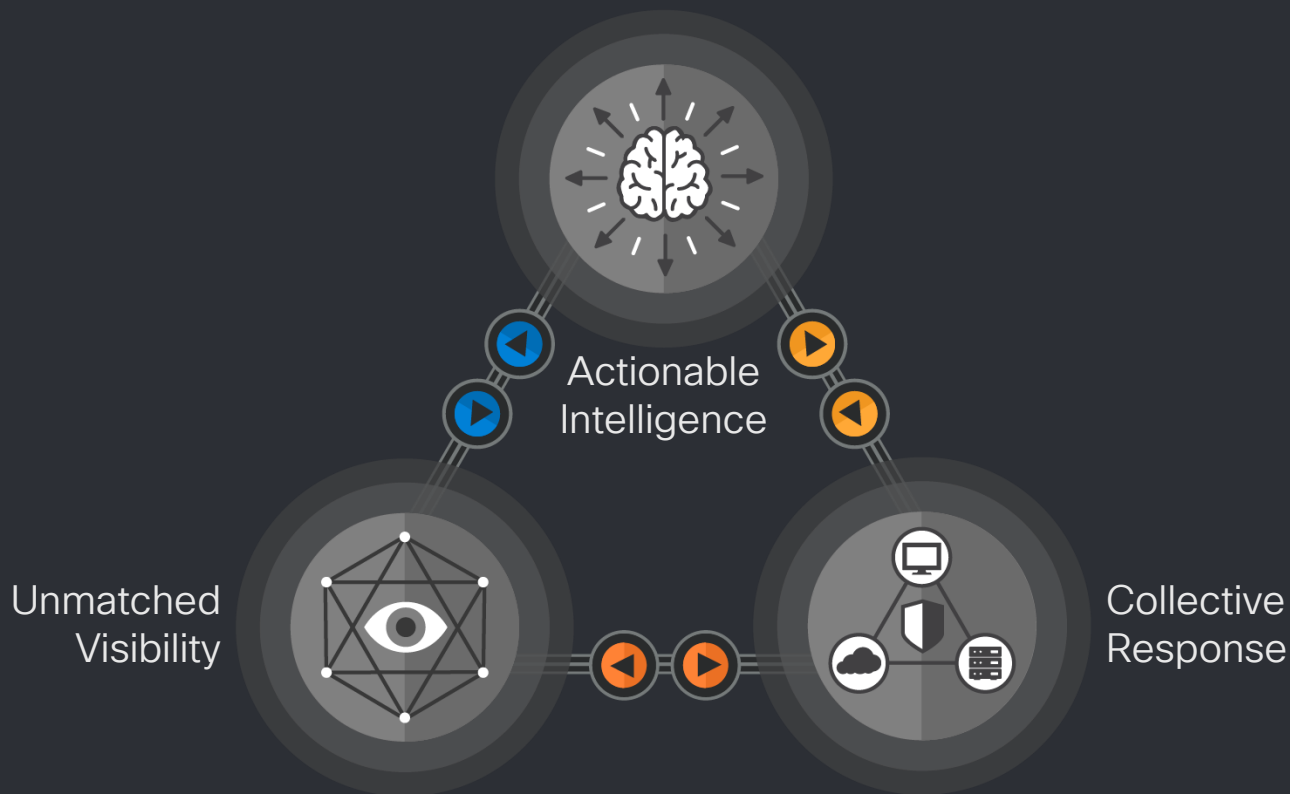 Actionable
Intelligence
Unmatched
Visibility
Collective
Response